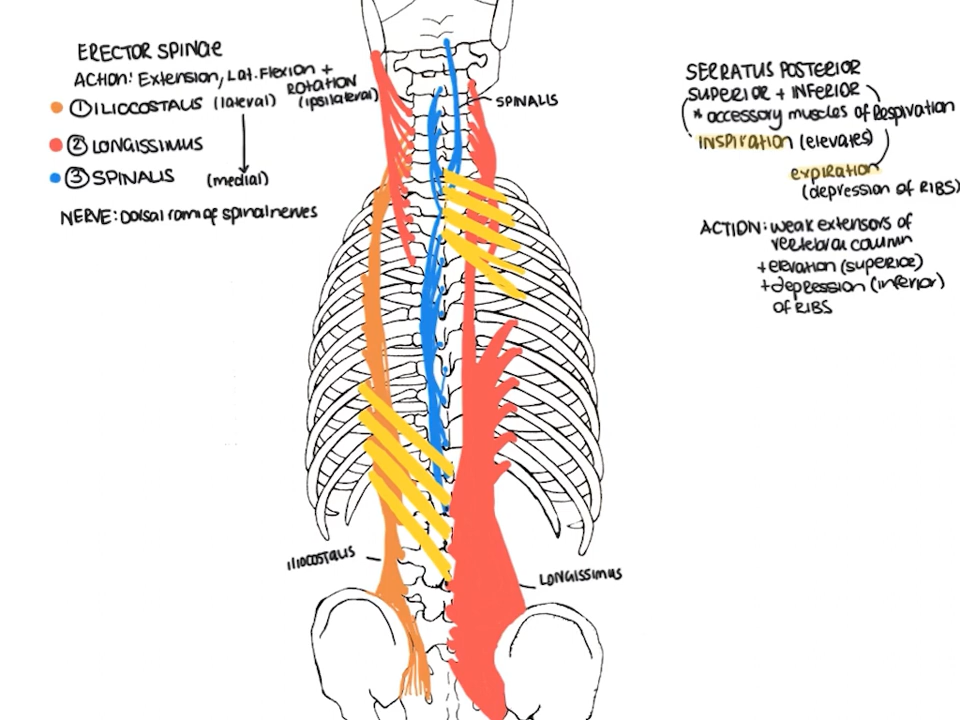 ERECTOR SPINAE
ACTION: Extension, Lat. Flexion +
ROTATION
(ipsilateral)
① ILIOCOSTALIS (lateral)
② LONGISSIMUS
③ SPINALIS (medial)
NERVE: Dorsal rami of spinal nerves
SPINALIS
SERRATUS POSTERIOR
SUPERIOR + INFERIOR
* accessory muscles of Respiration
INSPIRATION (elevates)
expiration
(depression of RIBS)
ACTION: weak extensors of
vertebral column
+ elevation (superior)
+ depression (inferior)
of RIBS
iliocostalis
LONGISSIMUS